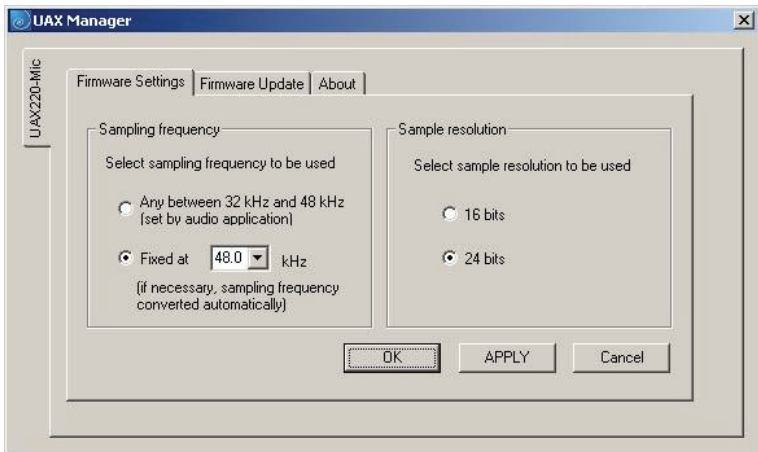 UAX Manager
UAX220-Mic
Firmware Settings
Firmware Update
About
Sampling frequency
Select sampling frequency to be used
Any between 32 kHz and 48 kHz
(set by audio application)
Fixed at 48.0 kHz
(if necessary, sampling frequency
converted automatically)
Sample resolution
Select sample resolution to be used
16 bits
24 bits
OK
APPLY
Cancel